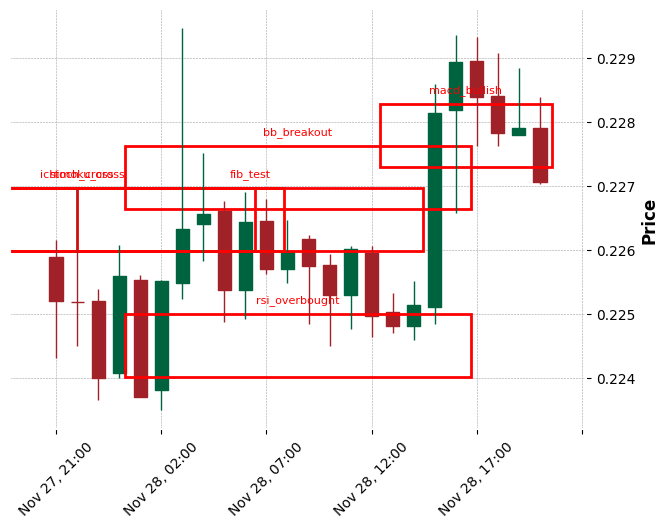 0.229
macd_bullish
0.228
bb_breakout
ichimoku_cross
stoch_cross
fib_test
0.227
Price
0.226
rsi_overbought
0.225
0.224
Nov 27, 21:00
Nov 28, 02:00
Nov 28, 07:00
Nov 28, 12:00
Nov 28, 17:00